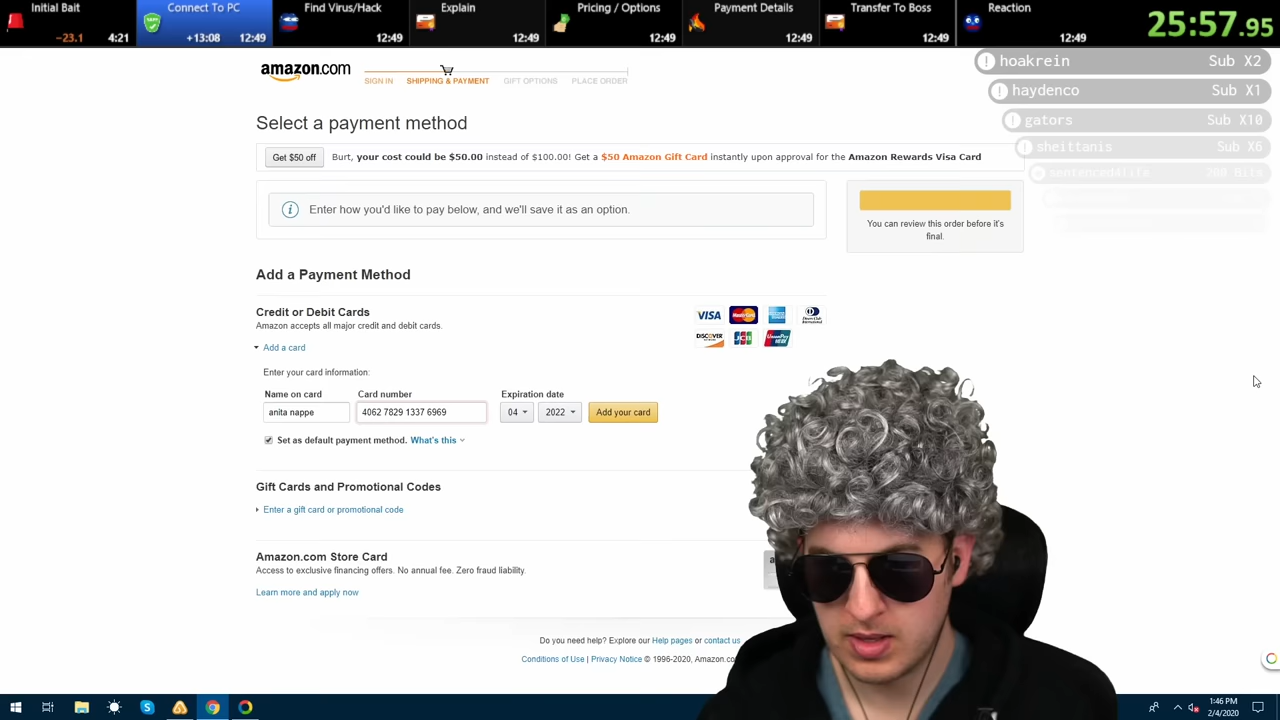 Initial Bait
-23.1 4:21
Connect To PC
+13:08 12:49
12:49
Explain
12:49
Pricing / Options
12:49
Payment Details
12:49
Transfer To Boss
12:49
Reaction
12:49
25:57.95
hoakrein Sub X2
haydenco Sub X1
gators Sub X10
sheittanis Sub X6
sentenced4life 200 Bits
amazon.com
SIGN IN SHIPPING & PAYMENT GIFT OPTIONS PLACE ORDER
Select a payment method
Get $50 off
Burt, your cost could be $50.00 instead of $100.00! Get a $50 Amazon Gift Card instantly upon approval for the Amazon Rewards Visa Card
Enter how you'd like to pay below, and we'll save it as an option.
You can review this order before it's
final.
Add a Payment Method
Credit or Debit Cards
Amazon accepts all major credit and debit cards.
VISA MasterCard
DISCOVER JCB UnionPay
Add a card
Enter your card information:
Name on card Card number Expiration date
anita nappe 4062 7829 1337 6969 04 2022 Add your card
Set as default payment method. What's this
Gift Cards and Promotional Codes
Enter a gift card or promotional code
Amazon.com Store Card
Access to exclusive financing offers. No annual fee. Zero fraud liability.
Learn more and apply now
Do you need help? Explore our Help pages or contact us
Conditions of Use | Privacy Notice © 1996-2020, Amazon.co
1:46 PM
2/4/2020